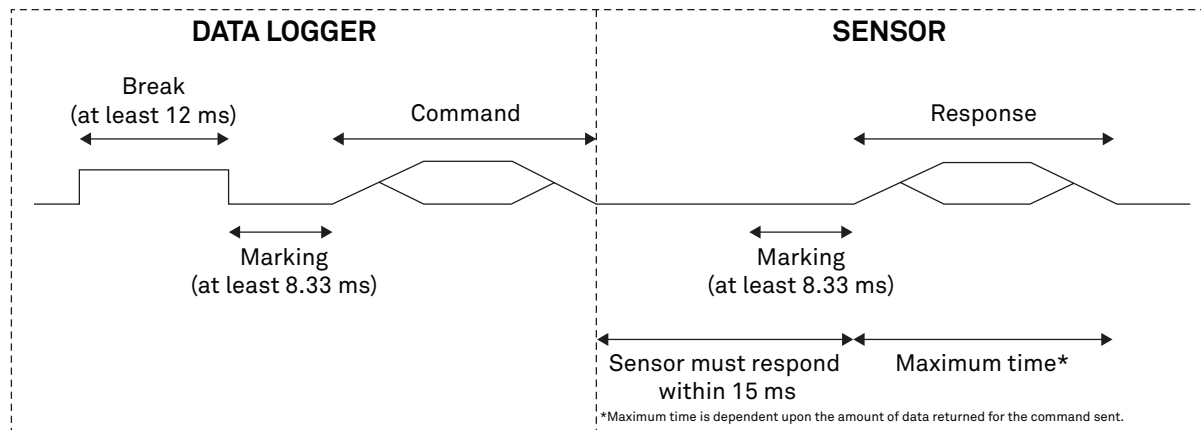 DATA LOGGER
SENSOR
Break
(at least 12 ms)
Command
Response
Marking
(at least 8.33 ms)
Marking
(at least 8.33 ms)
Sensor must respond
within 15 ms
Maximum time*
*Maximum time is dependent upon the amount of data returned for the command sent.